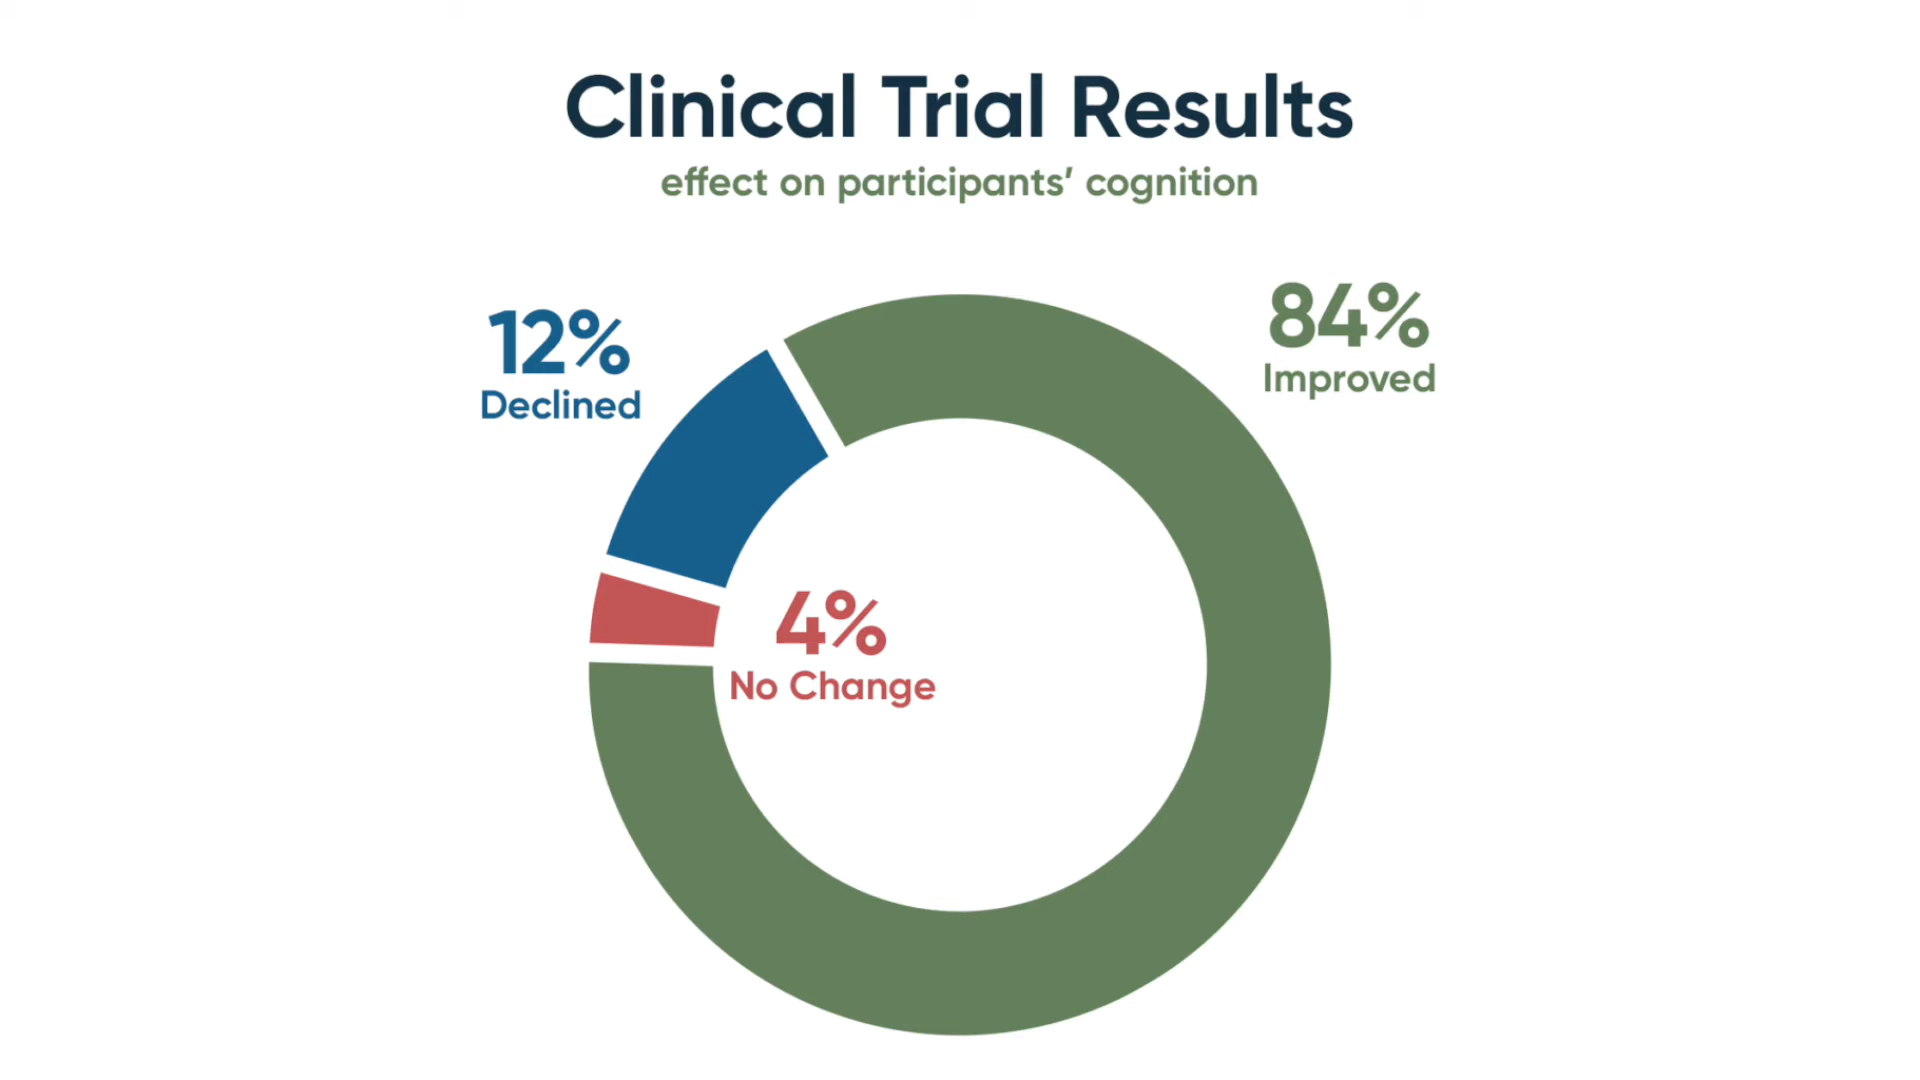 Clinical Trial Results
effect on participants’ cognition
12%
Declined
84%
Improved
4%
No Change